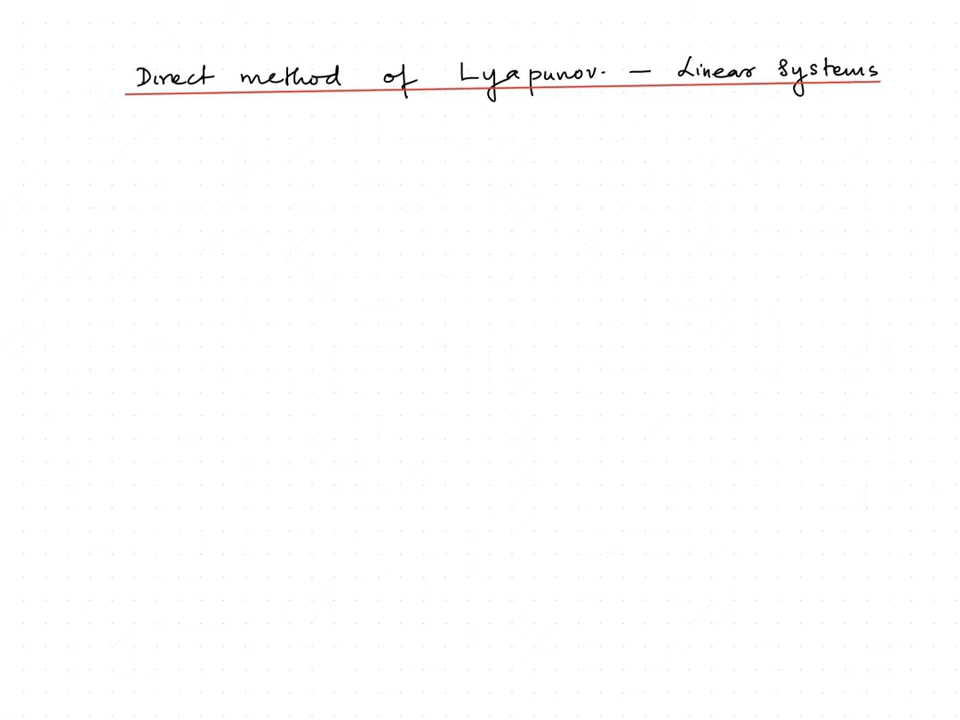 Direct method of Lyapunov. – Linear Systems